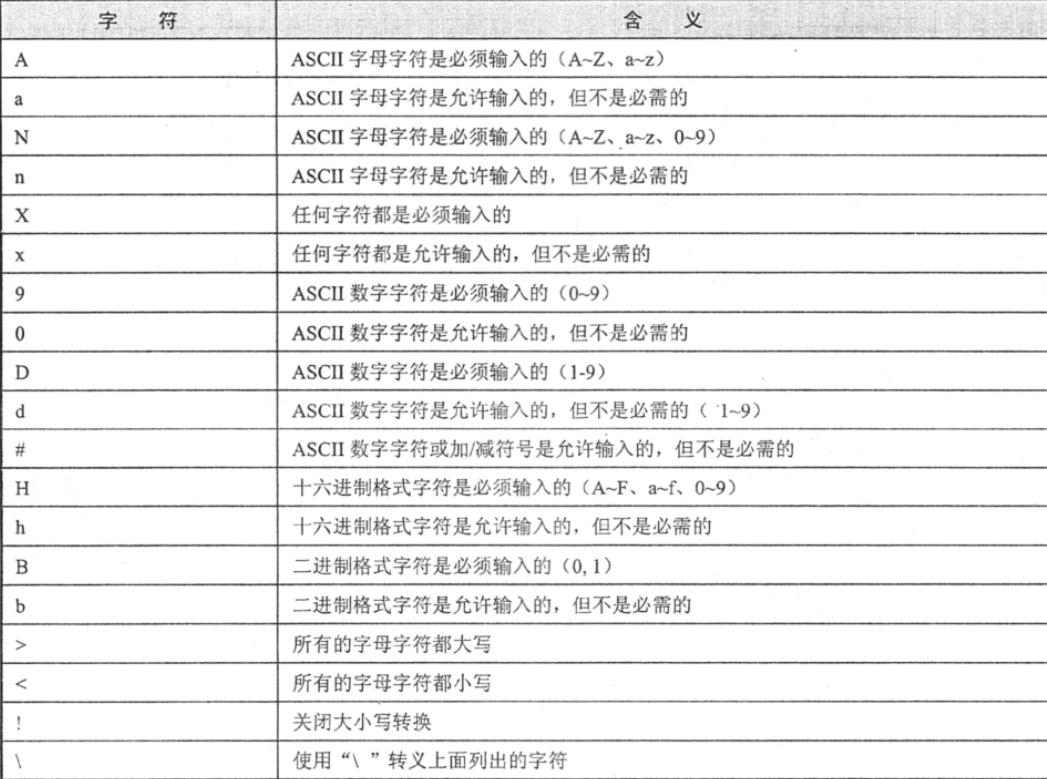 字 符 含 义
A ASCII 字母字符是必须输入的（A~Z、a~z）
a ASCII 字母字符是允许输入的，但不是必需的
N ASCII 字母字符是必须输入的（A~Z、a~z、0~9）
n ASCII 字母字符是允许输入的，但不是必需的
X 任何字符都是必须输入的
x 任何字符都是允许输入的，但不是必需的
9 ASCII 数字字符是必须输入的（0~9）
0 ASCII 数字字符是允许输入的，但不是必需的
D ASCII 数字字符是必须输入的（1-9）
d ASCII 数字字符是允许输入的，但不是必需的（ 1~9）
# ASCII 数字字符或加/减符号是允许输入的，但不是必需的
H 十六进制格式字符是必须输入的（A~F、a~f、0~9）
h 十六进制格式字符是允许输入的，但不是必需的
B 二进制格式字符是必须输入的（0, 1）
b 二进制格式字符是允许输入的，但不是必需的
> 所有的字母字符都大写
< 所有的字母字符都小写
! 关闭大小写转换
\ 使用“\ ”转义上面列出的字符